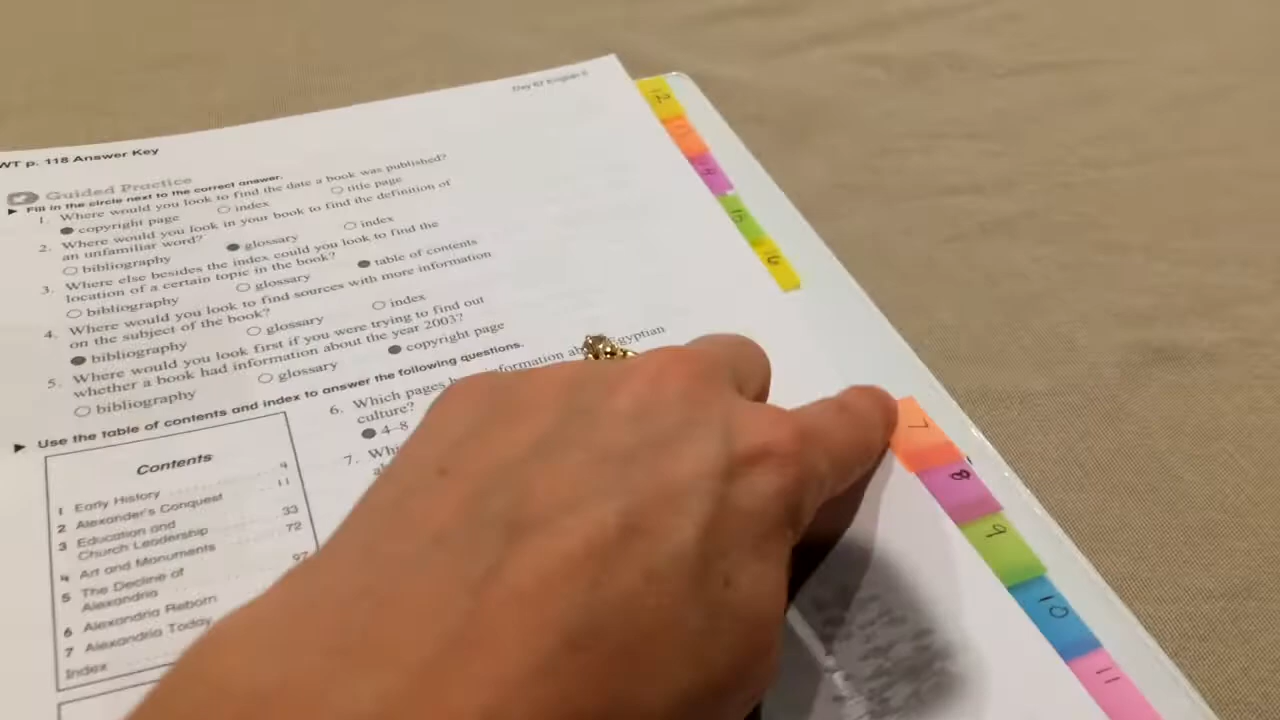 Day 67 English 5
WT p. 118 Answer Key
Guided Practice
Fill in the circle next to the correct answer.
1. Where would you look to find the date a book was published?
copyright page index title page
2. Where would you look in your book to find the definition of
an unfamiliar word?
bibliography glossary index
3. Where else besides the index could you look to find the
location of a certain topic in the book?
bibliography glossary table of contents
4. Where would you look to find sources with more information
on the subject of the book?
bibliography glossary index
5. Where would you look first if you were trying to find out
whether a book had information about the year 2003?
bibliography glossary copyright page
Use the table of contents and index to answer the following questions.
6. Which pages information Egyptian
culture?
4–8
7.
Contents
1 Early History 4
2 Alexander's Conquest 11
3 Education and
Church Leadership 33
4 Art and Monuments 72
5 The Decline of
Alexandria 97
6 Alexandria Reborn
7 Alexandria Today
Index
12
14
15
16
7
8
9
10
11